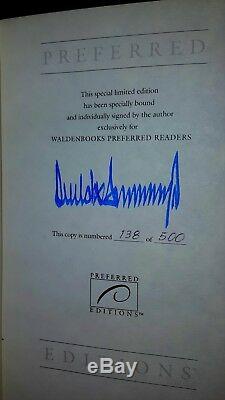 PREFERRED
This special limited edition
has been specially bound
and individually signed by the author
exclusively for
WALDENBOOKS PREFERRED READERS
This copy is numbered 138 of 500
PREFERRED
EDITIONS™
EDITIONS